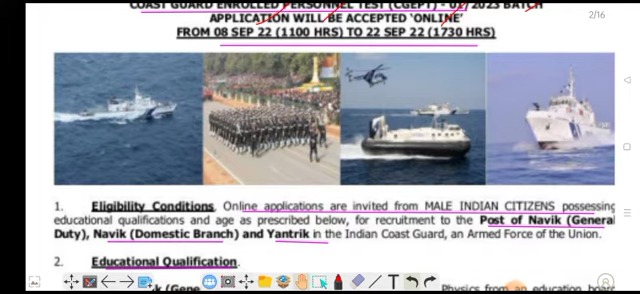 COAST GUARD ENROLLED PERSONNEL TEST (CGEPT) - 01/2023 BATCH
2/16
APPLICATION WILL BE ACCEPTED 'ONLINE'
FROM 08 SEP 22 (1100 HRS) TO 22 SEP 22 (1730 HRS)
1. Eligibility Conditions. Online applications are invited from MALE INDIAN CITIZENS possessing
educational qualifications and age as prescribed below, for recruitment to the Post of Navik (General
Duty), Navik (Domestic Branch) and Yantrik in the Indian Coast Guard, an Armed Force of the Union.
2. Educational Qualification.
T
Physics from an education